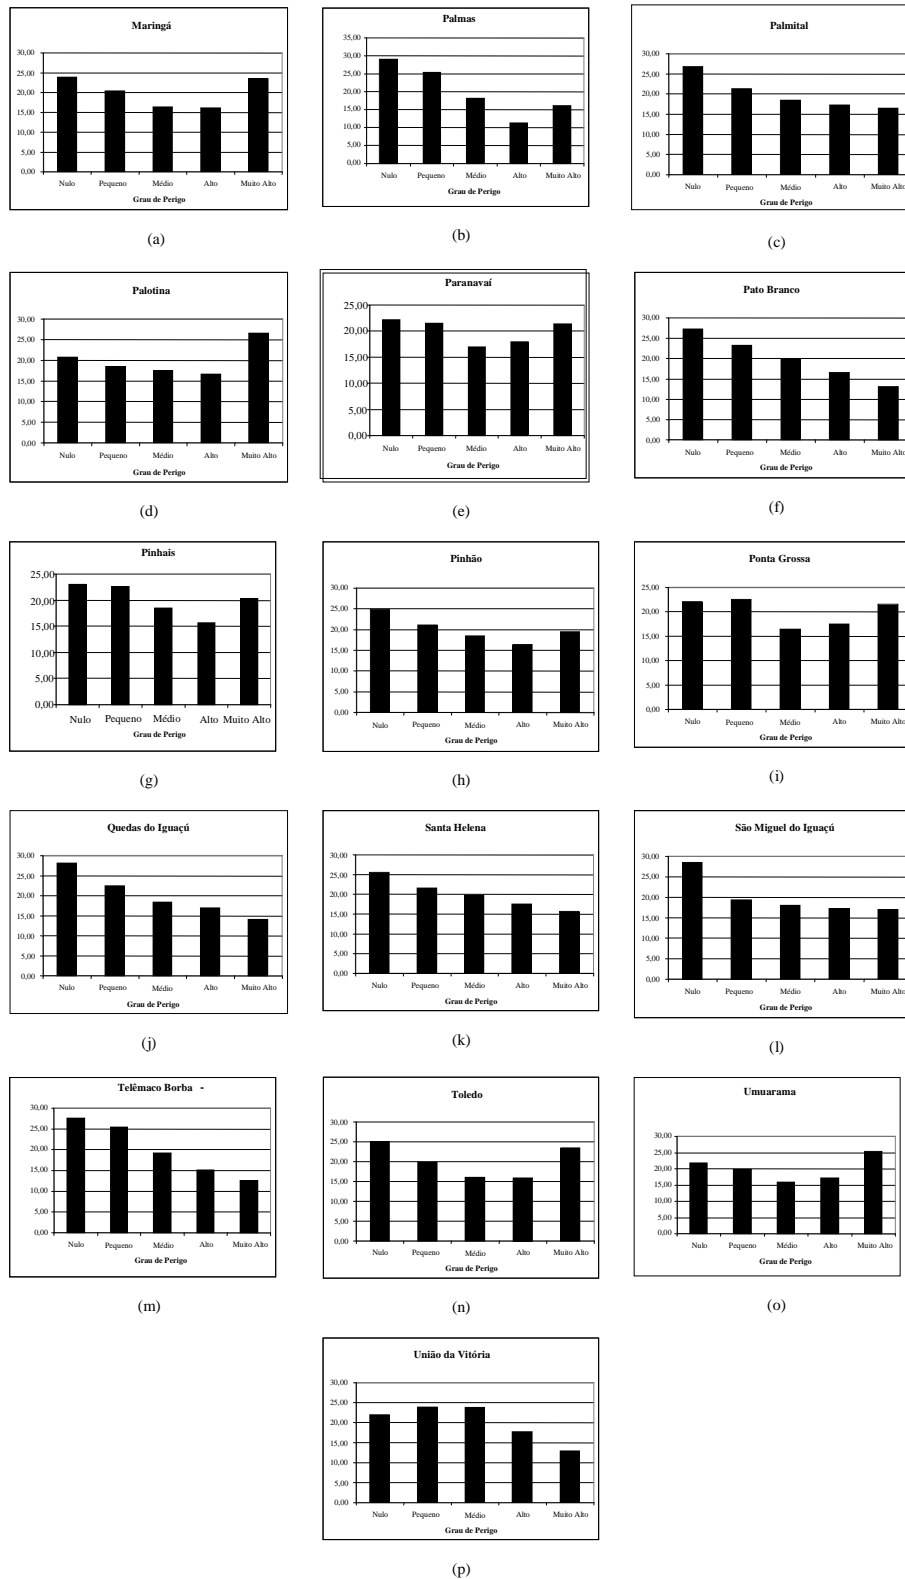 Maringá
30,00
25,00
20,00
15,00
10,00
5,00
0,00
Nulo Pequeno Médio Alto Muito Alto
Grau de Perigo
(a)
Palmas
35,00
30,00
25,00
20,00
15,00
10,00
5,00
0,00
Nulo Pequeno Médio Alto Muito Alto
Grau de Perigo
(b)
Palmital
30,00
25,00
20,00
15,00
10,00
5,00
0,00
Nulo Pequeno Médio Alto Muito Alto
Grau de Perigo
(c)
Palotina
30,00
25,00
20,00
15,00
10,00
5,00
0,00
Nulo Pequeno Médio Alto Muito Alto
Grau de Perigo
(d)
Paranavaí
25,00
20,00
15,00
10,00
5,00
0,00
Nulo Pequeno Médio Alto Muito Alto
Grau de Perigo
(e)
Pato Branco
30,00
25,00
20,00
15,00
10,00
5,00
0,00
Nulo Pequeno Médio Alto Muito Alto
Grau de Perigo
(f)
Pinhais
25,00
20,00
15,00
10,00
5,00
0,00
Nulo Pequeno Médio Alto Muito Alto
Grau de Perigo
(g)
Pinhão
30,00
25,00
20,00
15,00
10,00
5,00
0,00
Nulo Pequeno Médio Alto Muito Alto
Grau de Perigo
(h)
Ponta Grossa
25,00
20,00
15,00
10,00
5,00
0,00
Nulo Pequeno Médio Alto Muito Alto
Grau de Perigo
(i)
Quedas do Iguaçú
30,00
25,00
20,00
15,00
10,00
5,00
0,00
Nulo Pequeno Médio Alto Muito Alto
Grau de Perigo
(j)
Santa Helena
30,00
25,00
20,00
15,00
10,00
5,00
0,00
Nulo Pequeno Médio Alto Muito Alto
Grau de Perigo
(k)
São Miguel do Iguaçú
30,00
25,00
20,00
15,00
10,00
5,00
0,00
Nulo Pequeno Médio Alto Muito Alto
Grau de Perigo
(l)
Telêmaco Borba -
30,00
25,00
20,00
15,00
10,00
5,00
0,00
Nulo Pequeno Médio Alto Muito Alto
Grau de Perigo
(m)
Toledo
30,00
25,00
20,00
15,00
10,00
5,00
0,00
Nulo Pequeno Médio Alto Muito Alto
Grau de Perigo
(n)
Umuarama
30,00
25,00
20,00
15,00
10,00
5,00
0,00
Nulo Pequeno Médio Alto Muito Alto
Grau de Perigo
(o)
União da Vitória
30,00
25,00
20,00
15,00
10,00
5,00
0,00
Nulo Pequeno Médio Alto Muito Alto
Grau de Perigo
(p)